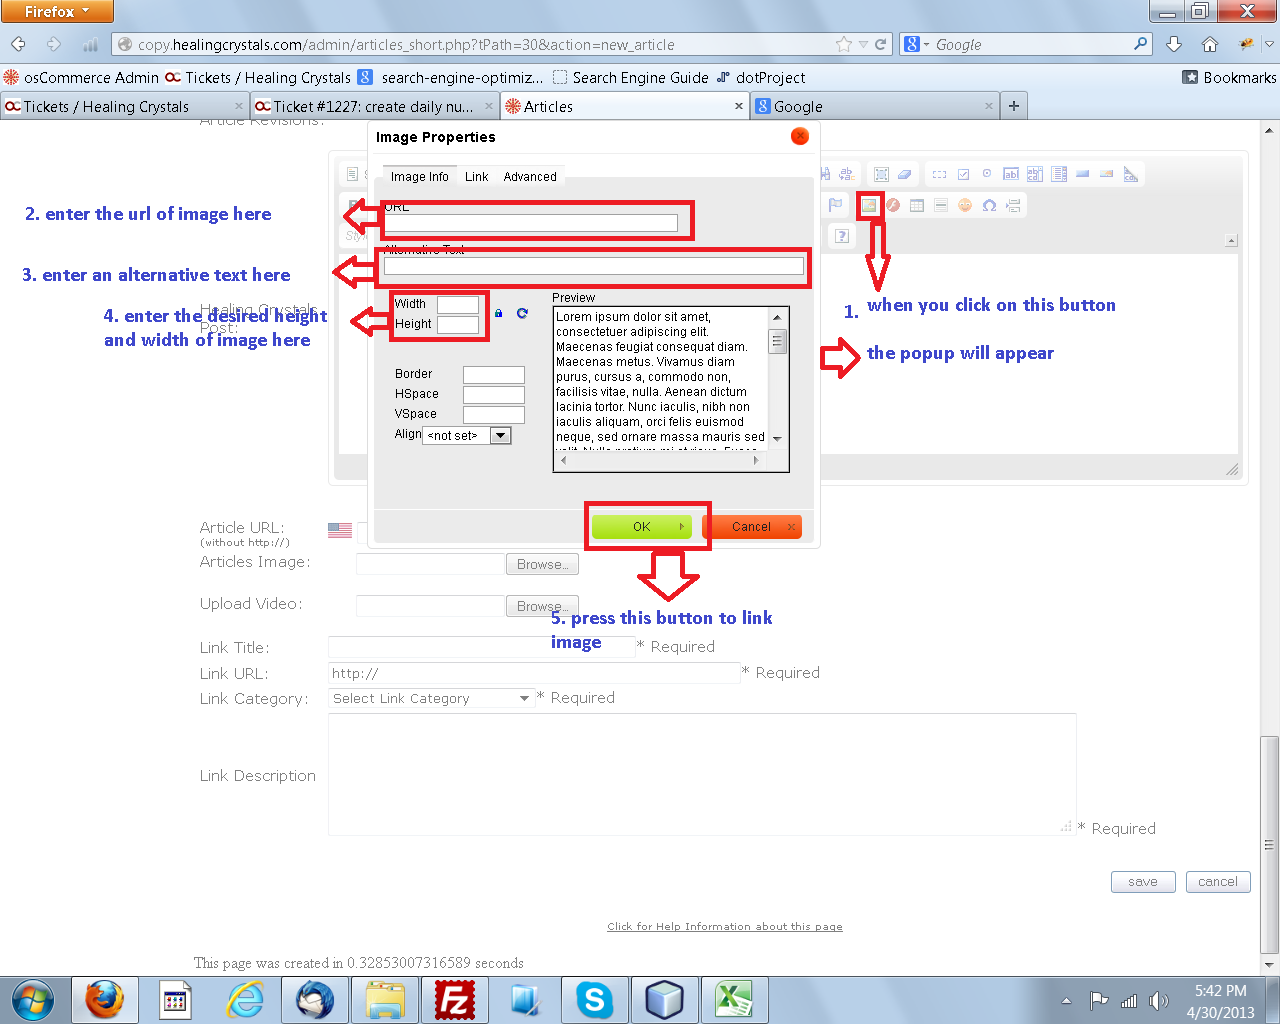 Firefox
copy.healingcrystals.com/admin/articles_short.php?tPath=30&action=new_article
Google
osCommerce Admin
Tickets / Healing Crystals
search-engine-optimiz...
Search Engine Guide
dotProject
Bookmarks
Tickets / Healing Crystals
Ticket #1227: create daily nu...
Articles
Google
Article Revisions:
Image Properties
Image Info
Link
Advanced
URL
2. enter the url of image here
Alternative Text
3. enter an alternative text here
Width
Height
Preview
Healing Crystals
Post:
4. enter the desired height
and width of image here
1. when you click on this button
the popup will appear
Lorem ipsum dolor sit amet,
consectetuer adipiscing elit.
Maecenas feugiat consequat diam.
Maecenas metus. Vivamus diam
purus, cursus a, commodo non,
facilisis vitae, nulla. Aenean dictum
lacinia tortor. Nunc iaculis, nibh non
iaculis aliquam, orci felis euismod
neque, sed ornare massa mauris sed
velit. Nulla pretium mi et risus. Fusce
Border
HSpace
VSpace
Align <not set>
OK
Cancel
Article URL:
(without http://)
Articles Image:
Browse...
Upload Video:
Browse...
5. press this button to link
image
Link Title:
* Required
Link URL:
http://
* Required
Link Category:
Select Link Category
* Required
Link Description
* Required
save
cancel
Click for Help Information about this page
This page was created in 0.32853007316589 seconds
5:42 PM
4/30/2013